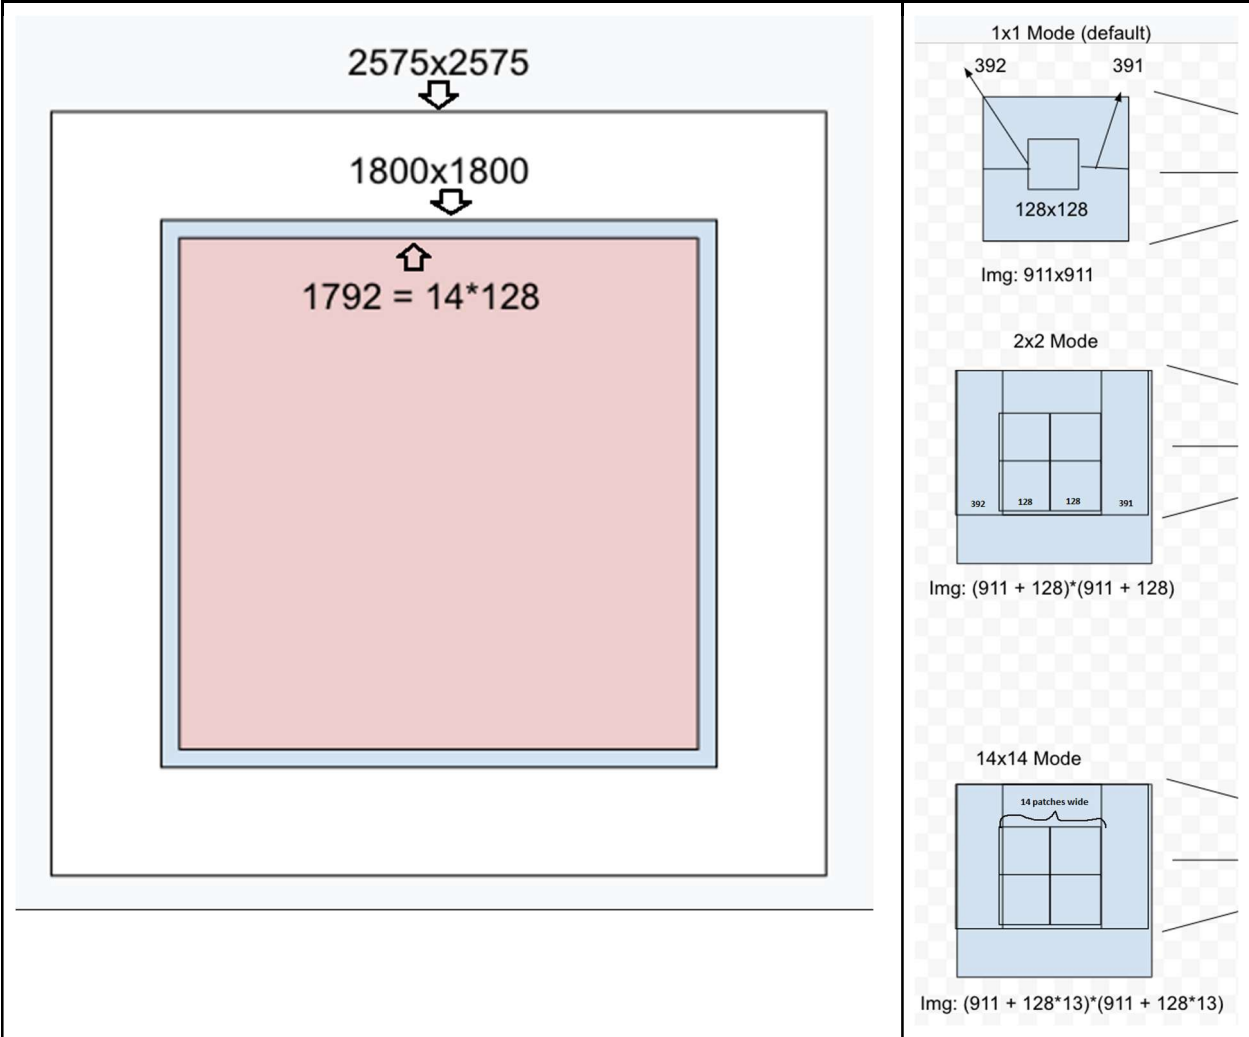 2575x2575
1800x1800
1792 = 14*128
1x1 Mode (default)
392 391
128x128
Img: 911x911
2x2 Mode
392 128 128 391
Img: (911 + 128)*(911 + 128)
14x14 Mode
14 patches wide
Img: (911 + 128*13)*(911 + 128*13)